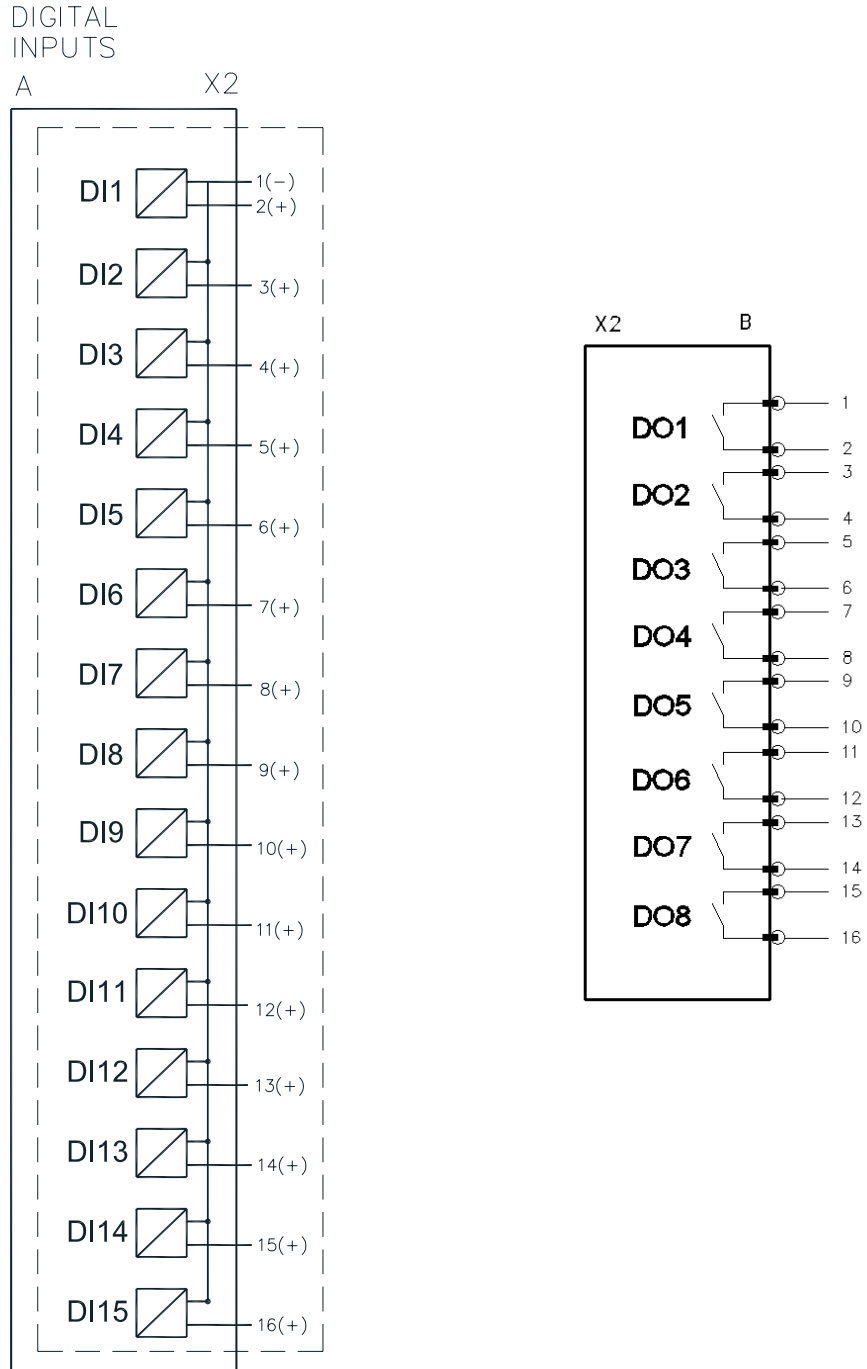 DIGITAL
INPUTS
A X2
DI1 1(-)
2(+)
DI2 3(+)
DI3 4(+)
DI4 5(+)
DI5 6(+)
DI6 7(+)
DI7 8(+)
DI8 9(+)
DI9 10(+)
DI10 11(+)
DI11 12(+)
DI12 13(+)
DI13 14(+)
DI14 15(+)
DI15 16(+)
X2 B
DO1 1
2
DO2 3
4
DO3 5
6
DO4 7
8
DO5 9
10
DO6 11
12
DO7 13
14
DO8 15
16